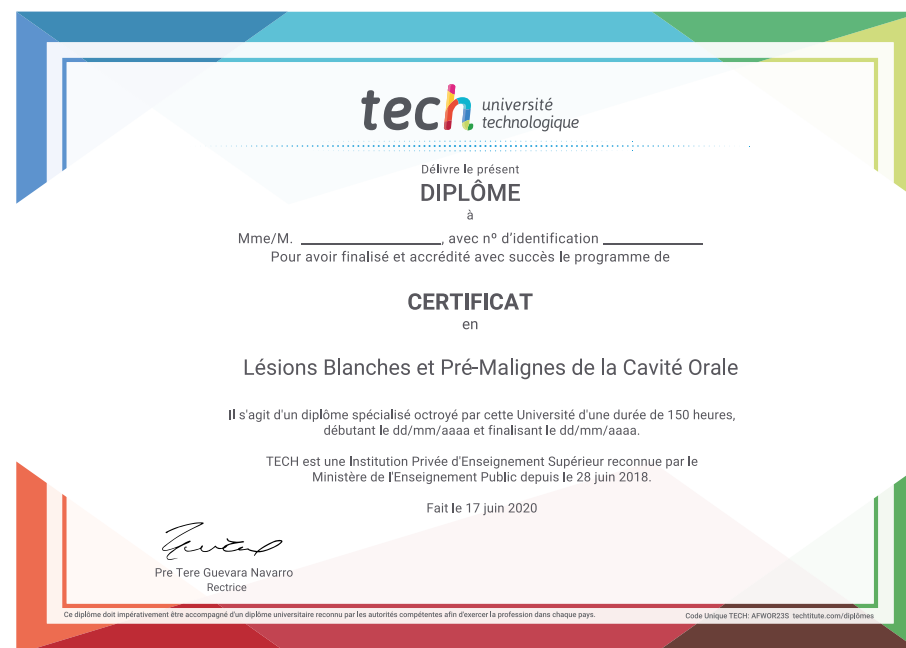 tech université
technologique
Délivre le présent
DIPLÔME
à
Mme/M. ____________________, avec nº d'identification ______________
Pour avoir finalisé et accrédité avec succès le programme de
CERTIFICAT
en
Lésions Blanches et Pré-Malignes de la Cavité Orale
Il s'agit d'un diplôme spécialisé octroyé par cette Université d'une durée de 150 heures,
débutant le dd/mm/aaaa et finalisant le dd/mm/aaaa.
TECH est une Institution Privée d'Enseignement Supérieur reconnue par le
Ministère de l'Enseignement Public depuis le 28 juin 2018.
Fait le 17 juin 2020
Pre Tere Guevara Navarro
Rectrice
Ce diplôme doit impérativement être accompagné d'un diplôme universitaire reconnu par les autorités compétentes afin d'exercer la profession dans chaque pays.
Code Unique TECH: AFWOR23S techtitute.com/diplômes